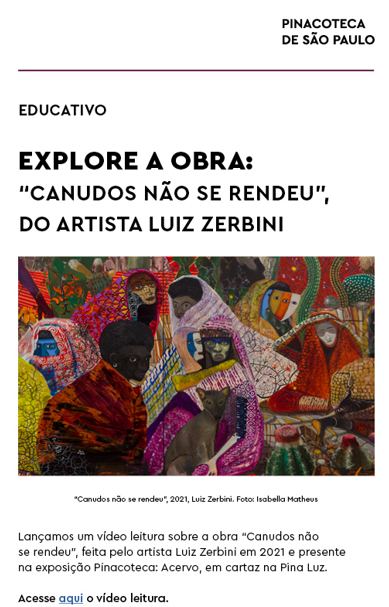 PINACOTECA
DE SÃO PAULO
EDUCATIVO
EXPLORE A OBRA:
“CANUDOS NÃO SE RENDEU”,
DO ARTISTA LUIZ ZERBINI
“Canudos não se rendeu”, 2021, Luiz Zerbini. Foto: Isabella Matheus
Lançamos um vídeo leitura sobre a obra “Canudos não
se rendeu”, feita pelo artista Luiz Zerbini em 2021 e presente
na exposição Pinacoteca: Acervo, em cartaz na Pina Luz.
Acesse aqui o vídeo leitura.